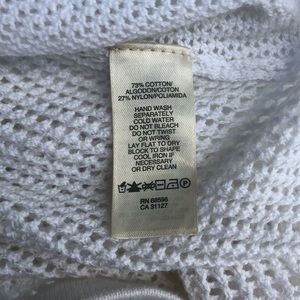 73% COTTON/
ALGODON/COTON
27% NYLON/POLIAMIDA
HAND WASH
SEPARATELY
COLD WATER
DO NOT BLEACH
DO NOT TWIST
OR WRING
LAY FLAT TO DRY
BLOCK TO SHAPE
COOL IRON IF
NECESSARY
OR DRY CLEAN
RN 68596
CA 31127